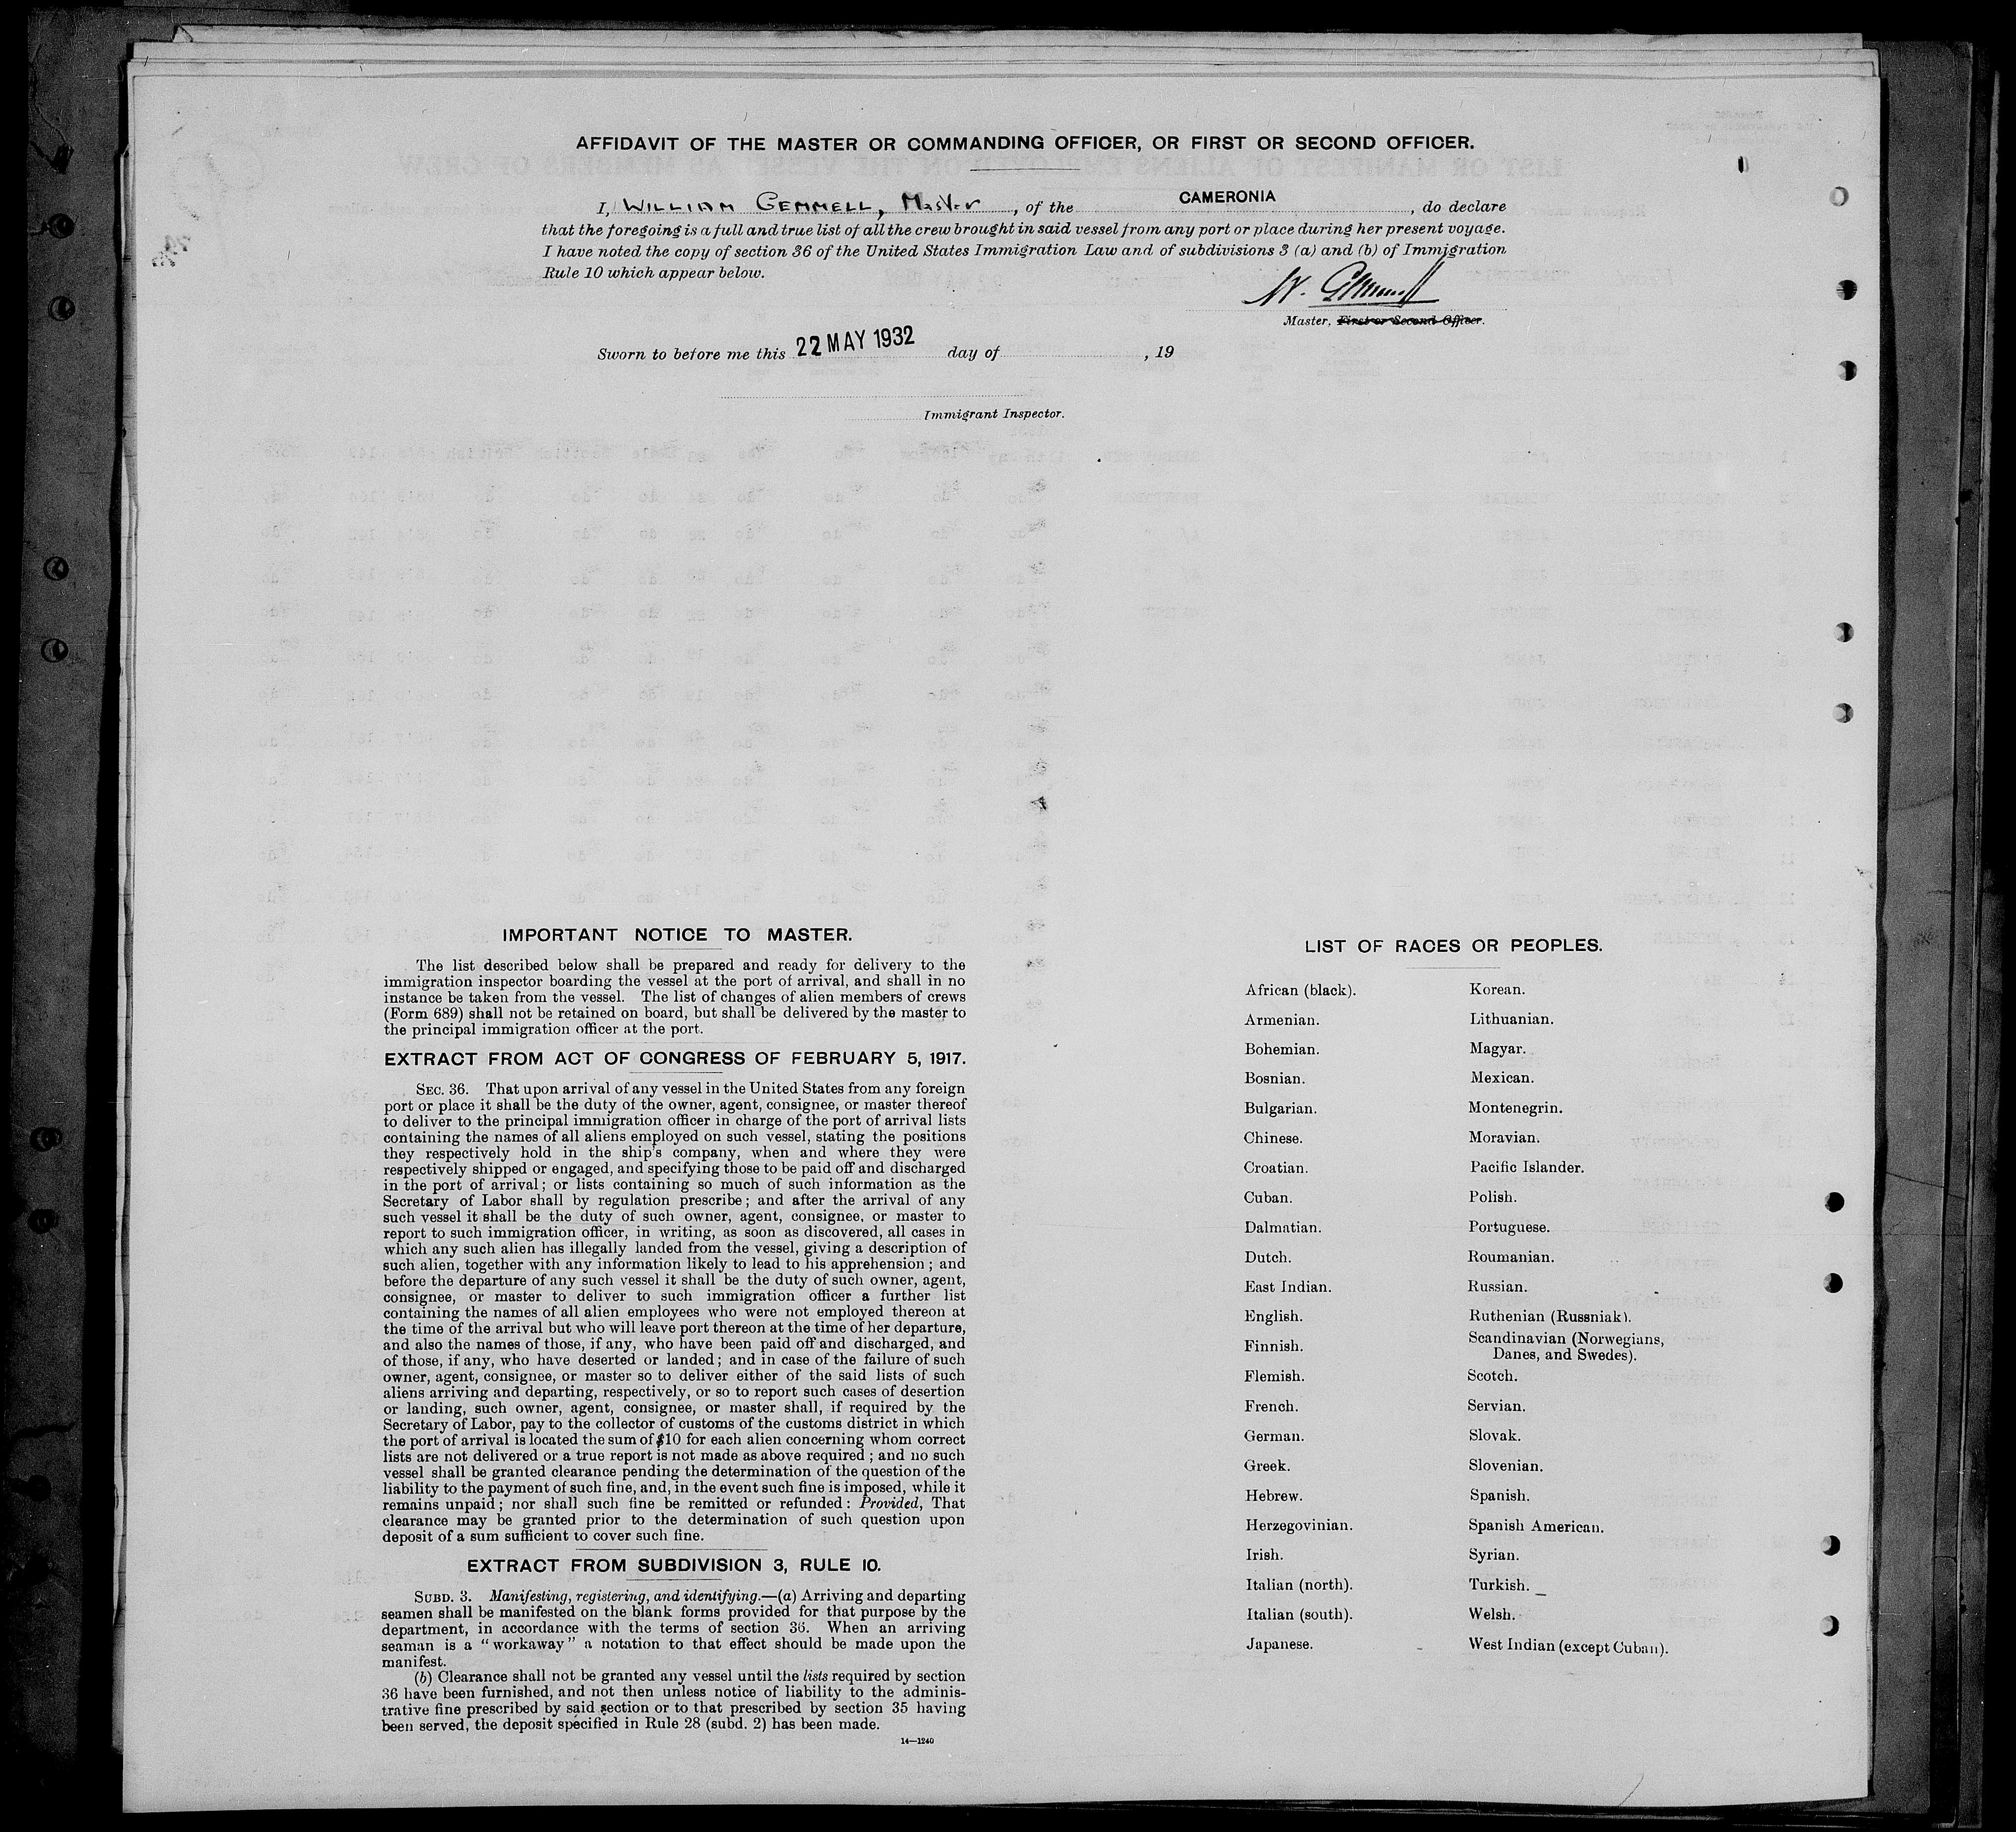 AFFIDAVIT OF THE MASTER OR COMMANDING OFFICER, OR FIRST OR SECOND OFFICER.
I, WILLIAM GEMMELL, Master, of the CAMERONIA, do declare
that the foregoing is a full and true list of all the crew brought in said vessel from any port or place during her present voyage.
I have noted the copy of section 36 of the United States Immigration Law and of subdivisions 3 (a) and (b) of Immigration
Rule 10 which appear below.
W. Gemmell
Master, First or Second Officer.
Sworn to before me this 22 MAY 1932 day of , 19
Immigrant Inspector.
IMPORTANT NOTICE TO MASTER.
The list described below shall be prepared and ready for delivery to the
immigration inspector boarding the vessel at the port of arrival, and shall in no
instance be taken from the vessel. The list of changes of alien members of crews
(Form 689) shall not be retained on board, but shall be delivered by the master to
the principal immigration officer at the port.
EXTRACT FROM ACT OF CONGRESS OF FEBRUARY 5, 1917.
SEC. 36. That upon arrival of any vessel in the United States from any foreign
port or place it shall be the duty of the owner, agent, consignee, or master thereof
to deliver to the principal immigration officer in charge of the port of arrival lists
containing the names of all aliens employed on such vessel, stating the positions
they respectively hold in the ship's company, when and where they were
respectively shipped or engaged, and specifying those to be paid off and discharged
in the port of arrival; or lists containing so much of such information as the
Secretary of Labor shall by regulation prescribe; and after the arrival of any
such vessel it shall be the duty of such owner, agent, consignee, or master to
report to such immigration officer, in writing, as soon as discovered, all cases in
which any such alien has illegally landed from the vessel, giving a description of
such alien, together with any information likely to lead to his apprehension; and
before the departure of any such vessel it shall be the duty of such owner, agent,
consignee, or master to deliver to such immigration officer a further list
containing the names of all alien employees who were not employed thereon at
the time of the arrival but who will leave port thereon at the time of her departure,
and also the names of those, if any, who have been paid off and discharged, and
of those, if any, who have deserted or landed; and in case of the failure of such
owner, agent, consignee, or master so to deliver either of the said lists of such
aliens arriving and departing, respectively, or so to report such cases of desertion
or landing, such owner, agent, consignee, or master shall, if required by the
Secretary of Labor, pay to the collector of customs of the customs district in which
the port of arrival is located the sum of $10 for each alien concerning whom correct
lists are not delivered or a true report is not made as above required; and no such
vessel shall be granted clearance pending the determination of the question of the
liability to the payment of such fine, and, in the event such fine is imposed, while it
remains unpaid; nor shall such fine be remitted or refunded: Provided, That
clearance may be granted prior to the determination of such question upon
deposit of a sum sufficient to cover such fine.
EXTRACT FROM SUBDIVISION 3, RULE 10.
SUBD. 3. Manifesting, registering, and identifying.—(a) Arriving and departing
seamen shall be manifested on the blank forms provided for that purpose by the
department, in accordance with the terms of section 36. When an arriving
seaman is a "workaway" a notation to that effect should be made upon the
manifest.
(b) Clearance shall not be granted any vessel until the lists required by section
36 have been furnished, and not then unless notice of liability to the adminis-
trative fine prescribed by said section or to that prescribed by section 35 having
been served, the deposit specified in Rule 28 (subd. 2) has been made.
14—1240
LIST OF RACES OR PEOPLES.
African (black).
Armenian.
Bohemian.
Bosnian.
Bulgarian.
Chinese.
Croatian.
Cuban.
Dalmatian.
Dutch.
East Indian.
English.
Finnish.
Flemish.
French.
German.
Greek.
Hebrew.
Herzegovinian.
Irish.
Italian (north).
Italian (south).
Japanese.
Korean.
Lithuanian.
Magyar.
Mexican.
Montenegrin.
Moravian.
Pacific Islander.
Polish.
Portuguese.
Roumanian.
Russian.
Ruthenian (Russniak).
Scandinavian (Norwegians,
Danes, and Swedes).
Scotch.
Servian.
Slovak.
Slovenian.
Spanish.
Spanish American.
Syrian.
Turkish.
Welsh.
West Indian (except Cuban).